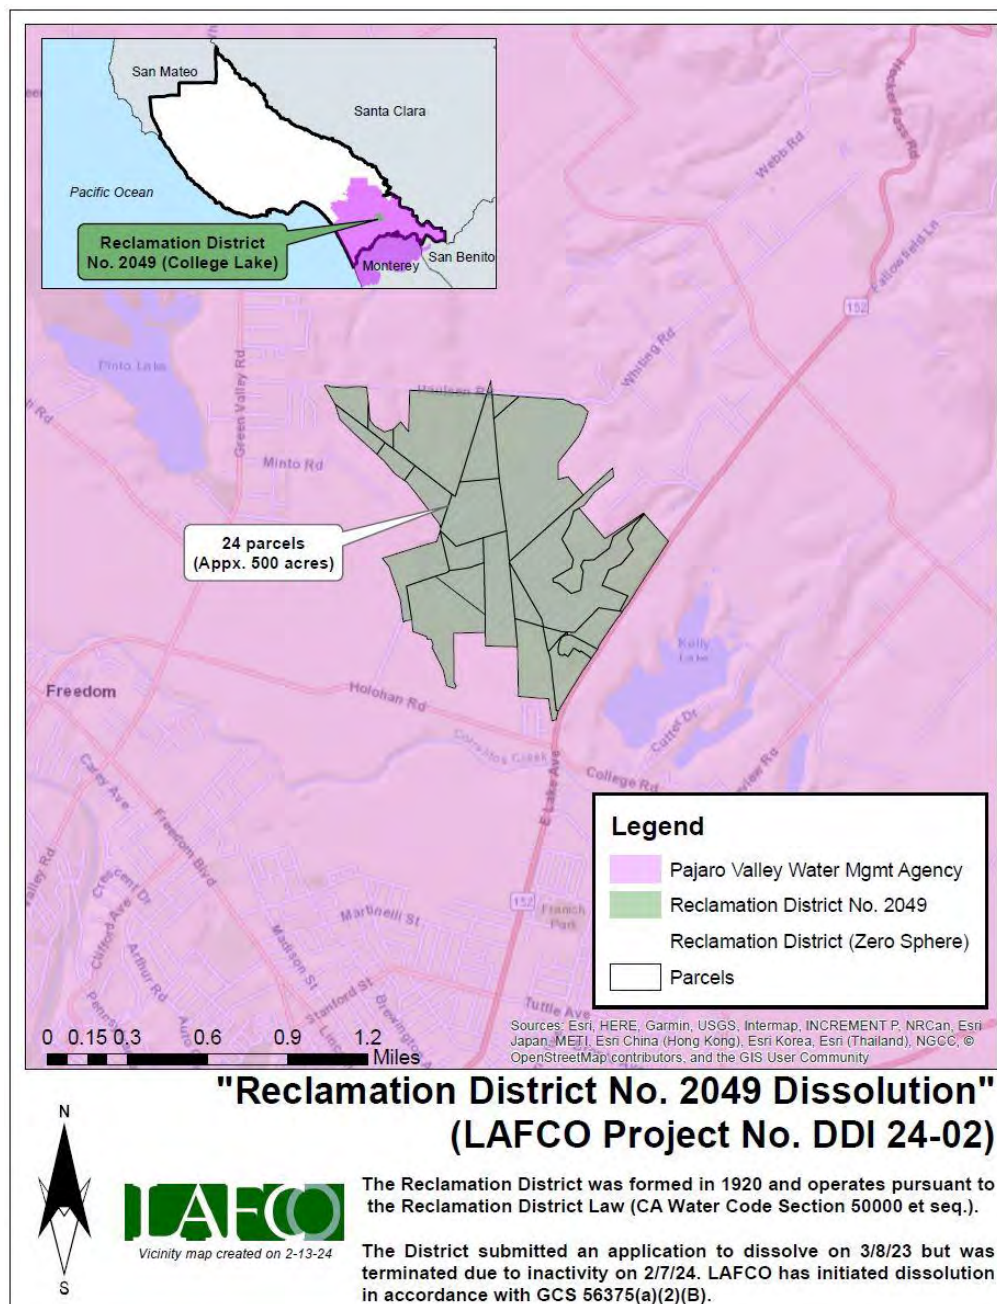 San Mateo
Santa Clara
Pacific Ocean
Reclamation District
No. 2049 (College Lake)
San Benito
Monterey
Hecker Pass Rd
Webb Rd
Fallowfield Ln
152
Whiting Rd
Pinto Lake
Green Valley Rd
Minto Rd
24 parcels
(Appx. 500 acres)
Kelly
Lake
Freedom
Holohan Rd
Cutter Dr
College Rd
E Lake Ave
Carey Ave
Freedom Blvd
Crescent Dr
Clifford Ave
Arthur Rd
Valley Rd
Martinelli St
Madison St
Stanford St
152
Franich
Park
Tuttle Ave
Legend
Pajaro Valley Water Mgmt Agency
Reclamation District No. 2049
Reclamation District (Zero Sphere)
Parcels
0 0.15 0.3 0.6 0.9 1.2
Miles
Sources: Esri, HERE, Garmin, USGS, Intermap, INCREMENT P, NRCan, Esri
Japan, METI, Esri China (Hong Kong), Esri Korea, Esri (Thailand), NGCC, ©
OpenStreetMap contributors, and the GIS User Community
"Reclamation District No. 2049 Dissolution"
(LAFCO Project No. DDI 24-02)
N
S
LAFCO
Vicinity map created on 2-13-24
The Reclamation District was formed in 1920 and operates pursuant to
the Reclamation District Law (CA Water Code Section 50000 et seq.).
The District submitted an application to dissolve on 3/8/23 but was
terminated due to inactivity on 2/7/24. LAFCO has initiated dissolution
in accordance with GCS 56375(a)(2)(B).